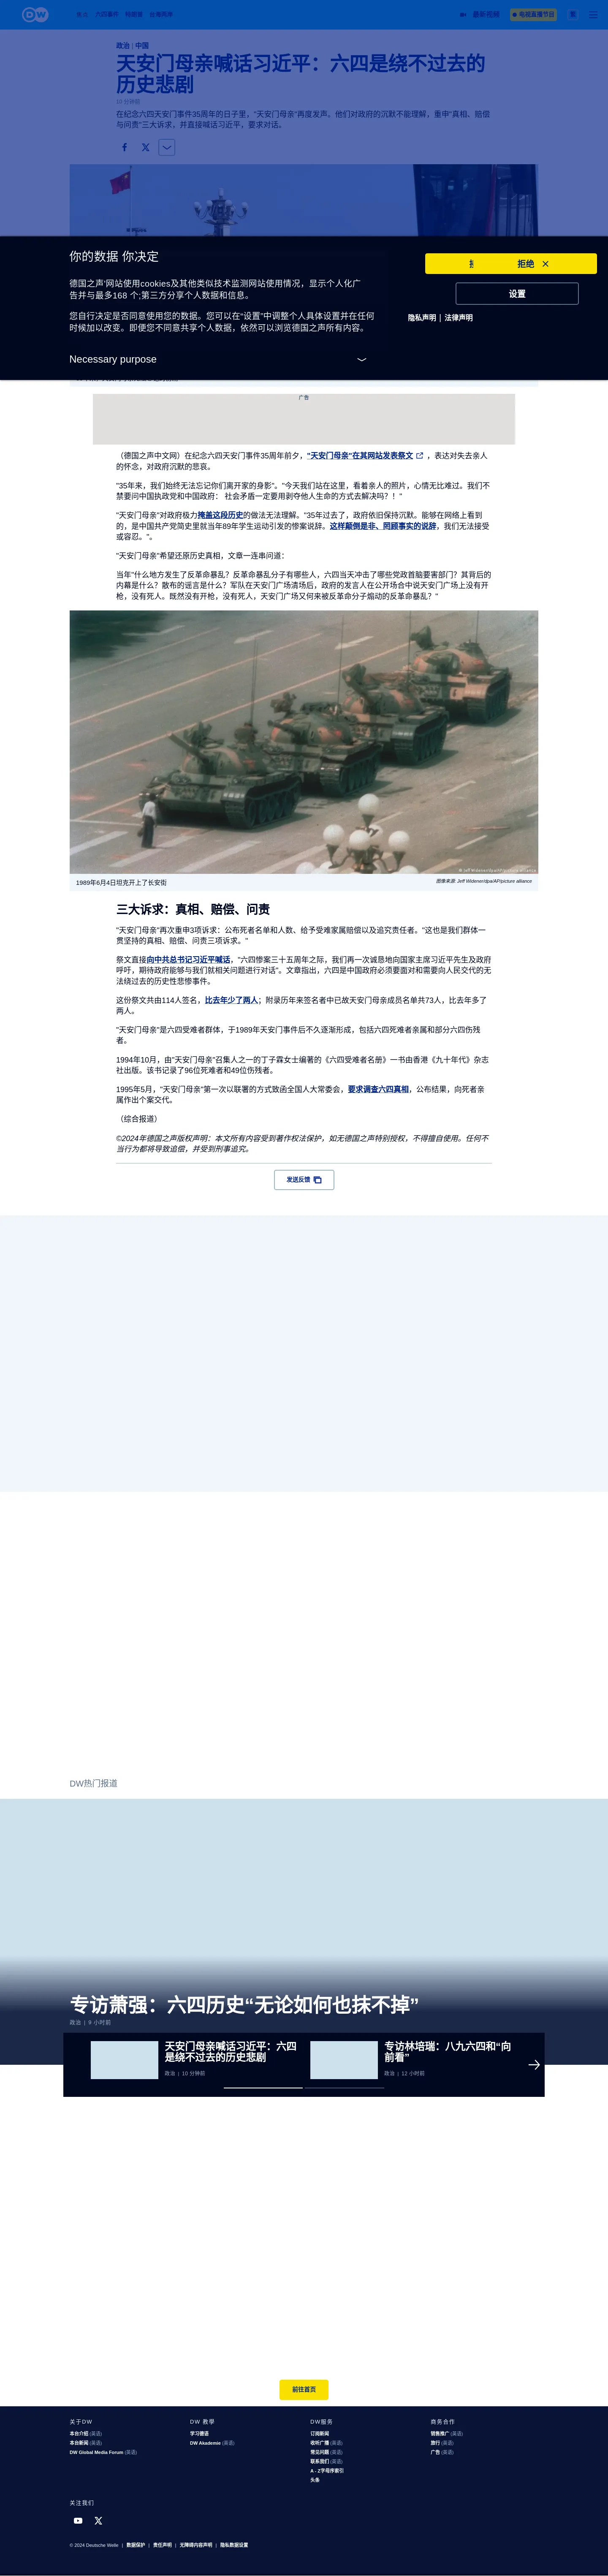 DW
最新视频
电视直播节目
政治 | 中国
天安门母亲喊话习近平：六四是绕不过去的
历史悲剧
10 分钟前
在纪念六四天安门事件35周年的日子里，"天安门母亲"再度发声。他们对政府的沉默不能理解，重申"真相、赔偿
与问责"三大诉求，并直接喊话习近平，要求对话。
你的数据 你决定
德国之声'网站使用cookies及其他类似技术监测网站使用情况，显示个人化广
告并与最多168 个;第三方分享个人数据和信息。
您自行决定是否同意使用您的数据。您可以在"设置"中调整个人具体设置并在任何
时候加以改变。即便您不同意共享个人数据，依然可以浏览德国之声所有内容。
Necessary purpose
拒绝
设置
隐私声明 | 法律声明
广告
（德国之声中文网）在纪念六四天安门事件35周年前夕，"天安门母亲"在其网站发表祭文 ，表达对失去亲人
的怀念，对政府沉默的悲哀。
"35年来，我们始终无法忘记你们离开家的身影"。"今天我们站在这里，看着亲人的照片，心情无比难过。我们不
禁要问中国执政党和中国政府： 社会矛盾一定要用剥夺他人生命的方式去解决吗？！"
"天安门母亲"对政府极力掩盖这段历史的做法无法理解。"35年过去了，政府依旧保持沉默。能够在网络上看到
的，是中国共产党简史里就当年89年学生运动引发的惨案说辞。这样颠倒是非、罔顾事实的说辞，我们无法接受
或容忍。"。
"天安门母亲"希望还原历史真相，文章一连串问道：
当年"什么地方发生了反革命暴乱？反革命暴乱分子有哪些人，六四当天冲击了哪些党政首脑要害部门？其背后的
内幕是什么？散布的谣言是什么？军队在天安门广场清场后，政府的发言人在公开场合中说天安门广场上没有开
枪，没有死人。既然没有开枪，没有死人，天安门广场又何来被反革命分子煽动的反革命暴乱？"
© Jeff Widener/dpa/AP/picture alliance
1989年6月4日坦克开上了长安街
图像来源: Jeff Widener/dpa/AP/picture alliance
三大诉求：真相、赔偿、问责
"天安门母亲"再次重申3项诉求：公布死者名单和人数、给予受难家属赔偿以及追究责任者。"这也是我们群体一
贯坚持的真相、赔偿、问责三项诉求。"
祭文直接向中共总书记习近平喊话，"六四惨案三十五周年之际，我们再一次诚恳地向国家主席习近平先生及政府
呼吁，期待政府能够与我们就相关问题进行对话"。文章指出，六四是中国政府必须要面对和需要向人民交代的无
法绕过去的历史性悲惨事件。
这份祭文共由114人签名，比去年少了两人；附录历年来签名者中已故天安门母亲成员名单共73人，比去年多了
两人。
"天安门母亲"是六四受难者群体，于1989年天安门事件后不久逐渐形成，包括六四死难者亲属和部分六四伤残
者。
1994年10月，由"天安门母亲"召集人之一的丁子霖女士编著的《六四受难者名册》一书由香港《九十年代》杂志
社出版。该书记录了96位死难者和49位伤残者。
1995年5月，"天安门母亲"第一次以联署的方式致函全国人大常委会，要求调查六四真相，公布结果，向死者亲
属作出个案交代。
（综合报道）
©2024年德国之声版权声明：本文所有内容受到著作权法保护，如无德国之声特别授权，不得擅自使用。任何不
当行为都将导致追偿，并受到刑事追究。
发送反馈
DW热门报道
专访萧强：六四历史“无论如何也抹不掉”
政治 | 9 小时前
天安门母亲喊话习近平：六四
是绕不过去的历史悲剧
政治 | 10 分钟前
专访林培瑞：八九六四和“向
前看”
政治 | 12 小时前
前往首页
关于DW
本台介绍 (英语)
本台新闻 (英语)
DW Global Media Forum (英语)
DW 教學
学习德语
DW Akademie (英语)
DW服务
订阅新闻
收听广播 (英语)
常见问题 (英语)
联系我们 (英语)
A - Z字母序索引
头条
商务合作
销售推广 (英语)
旅行 (英语)
广告 (英语)
关注我们
© 2024 Deutsche Welle | 数据保护 | 责任声明 | 无障碍内容声明 | 隐私数据设置